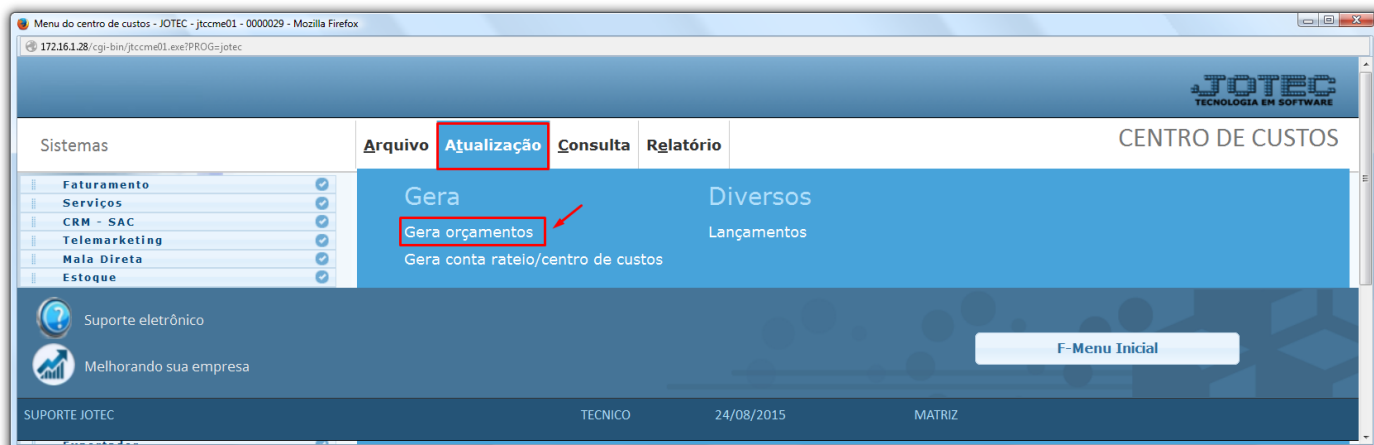 Menu do centro de custos - JOTEC - jtccme01 - 0000029 - Mozilla Firefox
172.16.1.28/cgi-bin/jtccme01.exe?PROG=jotec
JOTEC
TECNOLOGIA EM SOFTWARE
Sistemas
Arquivo Atualização Consulta Relatório
CENTRO DE CUSTOS
Faturamento
Serviços
CRM - SAC
Telemarketing
Mala Direta
Estoque
Gera
Gera orçamentos
Gera conta rateio/centro de custos
Diversos
Lançamentos
Suporte eletrônico
Melhorando sua empresa
F-Menu Inicial
SUPORTE JOTEC TECNICO 24/08/2015 MATRIZ